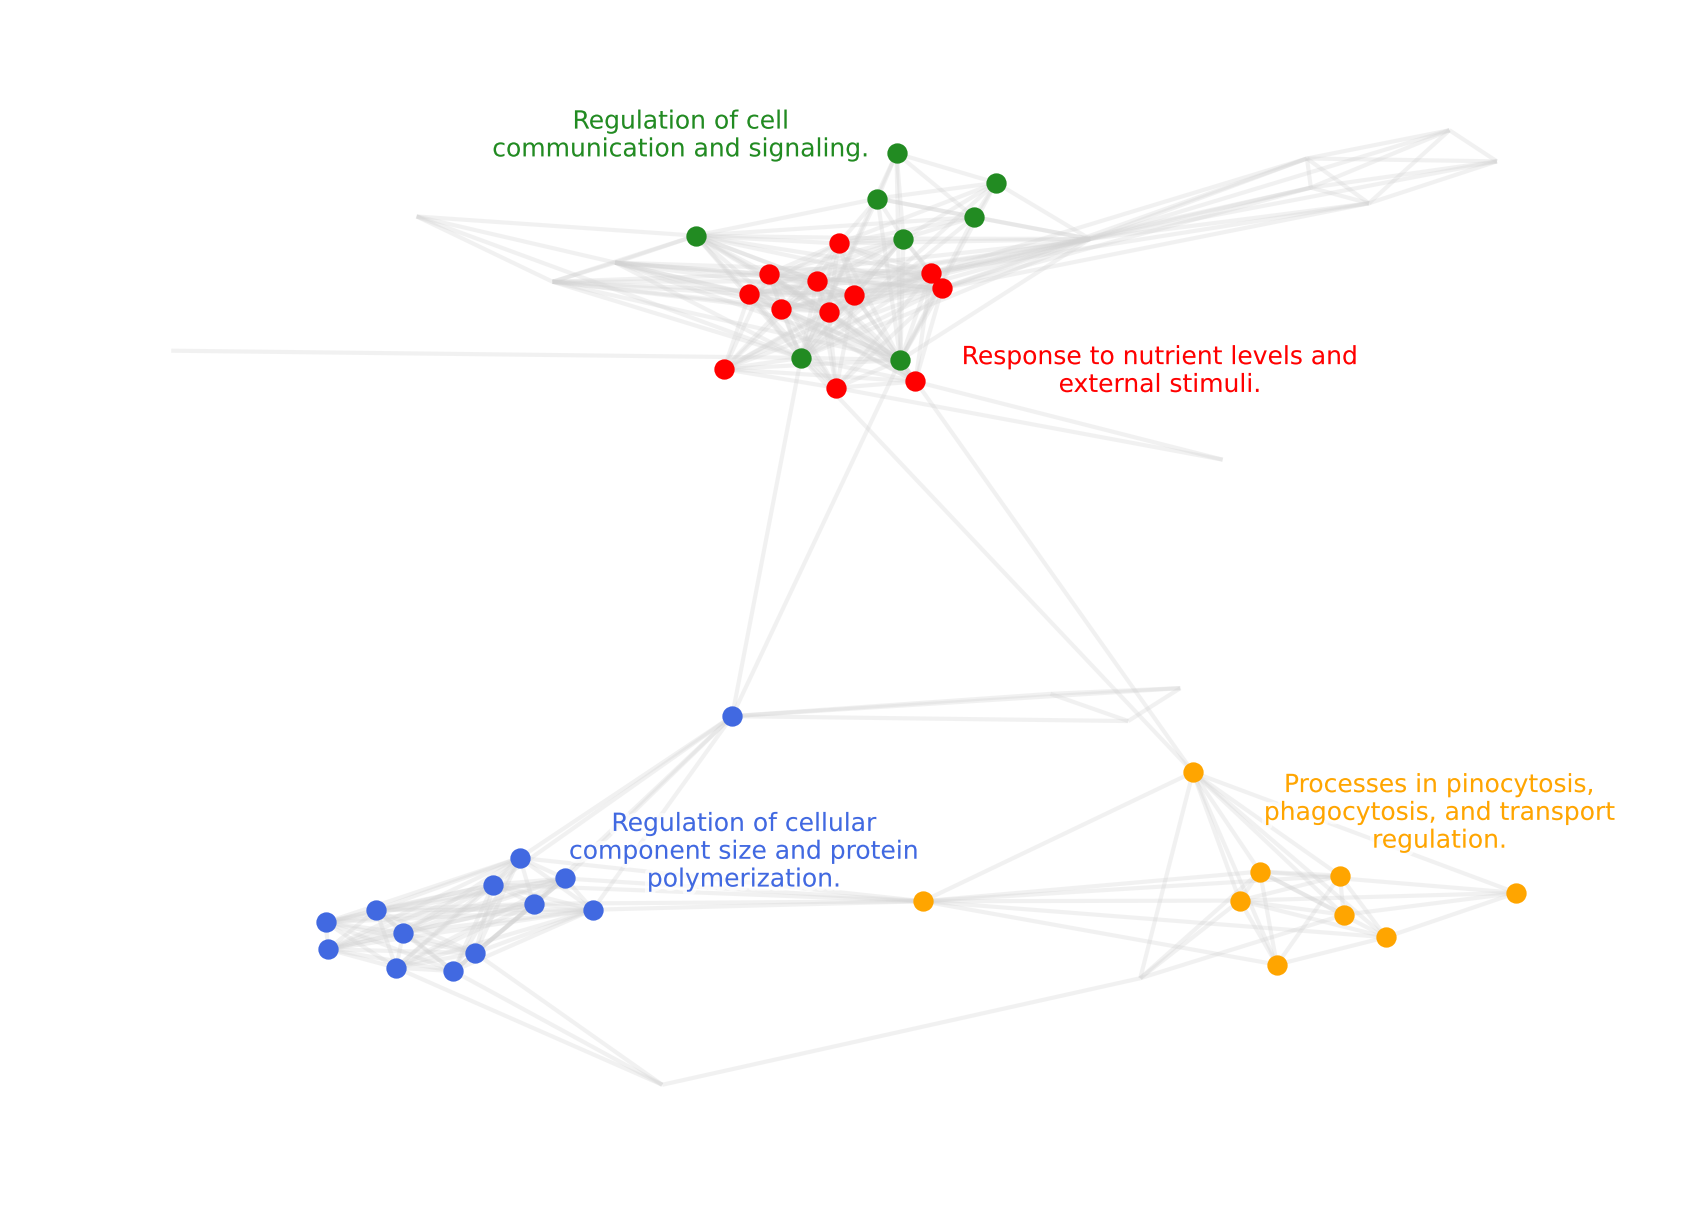 Regulation of cell
communication and signaling.
Response to nutrient levels and
external stimuli.
Processes in pinocytosis,
phagocytosis, and transport
regulation.
Regulation of cellular
component size and protein
polymerization.